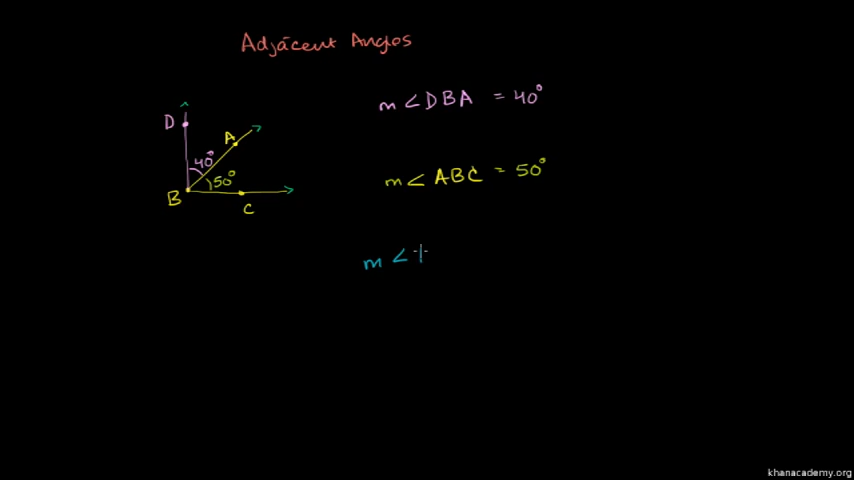 Adjacent Angles
m∠DBA = 40°
D
A
40°
50°
m∠ABC = 50°
B
C
m∠
khanacademy.org